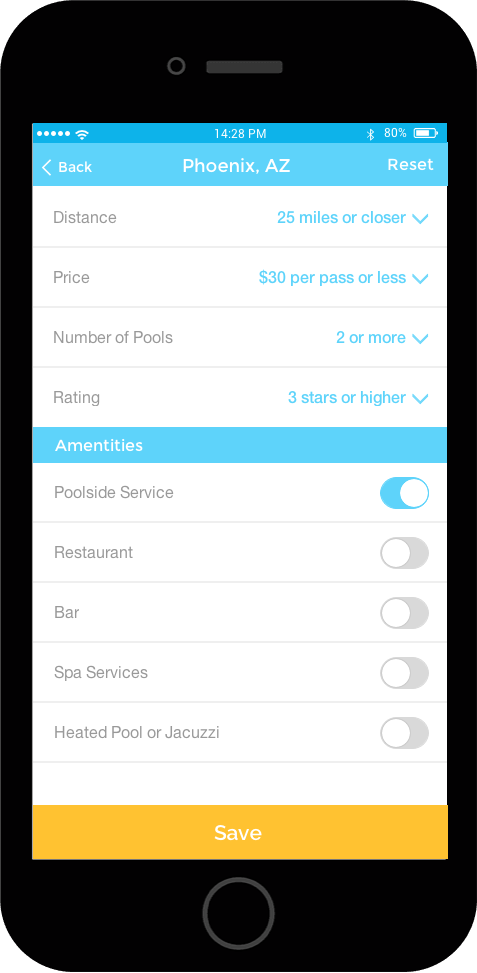 14:28 PM 80%
Back Phoenix, AZ Reset
Distance 25 miles or closer
Price $30 per pass or less
Number of Pools 2 or more
Rating 3 stars or higher
Amentities
Poolside Service
Restaurant
Bar
Spa Services
Heated Pool or Jacuzzi
Save